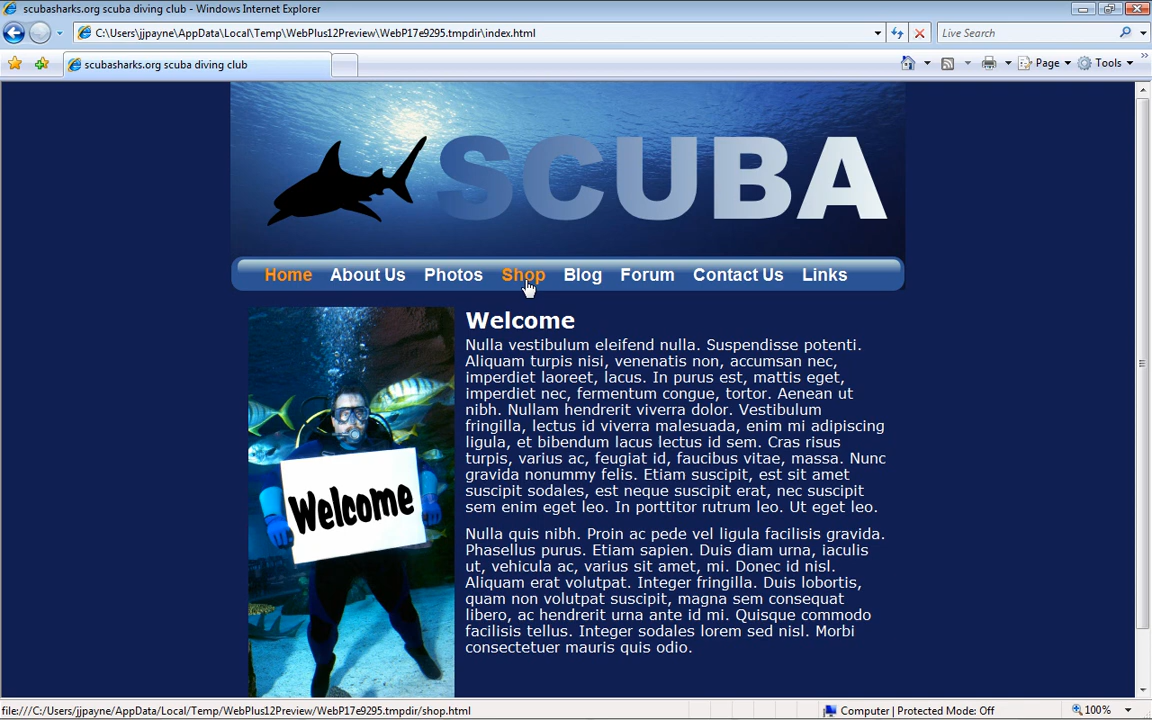 scubasharks.org scuba diving club - Windows Internet Explorer
C:\Users\jjpayne\AppData\Local\Temp\WebPlus12Preview\WebP17e9295.tmpdir\index.html
Live Search
scubasharks.org scuba diving club
Page
Tools
SCUBA
Home About Us Photos Shop Blog Forum Contact Us Links
Welcome
Welcome
Nulla vestibulum eleifend nulla. Suspendisse potenti.
Aliquam turpis nisi, venenatis non, accumsan nec,
imperdiet laoreet, lacus. In purus est, mattis eget,
imperdiet nec, fermentum congue, tortor. Aenean ut
nibh. Nullam hendrerit viverra dolor. Vestibulum
fringilla, lectus id viverra malesuada, enim mi adipiscing
ligula, et bibendum lacus lectus id sem. Cras risus
turpis, varius ac, feugiat id, faucibus vitae, massa. Nunc
gravida nonummy felis. Etiam suscipit, est sit amet
suscipit sodales, est neque suscipit erat, nec suscipit
sem enim eget leo. In porttitor rutrum leo. Ut eget leo.
Nulla quis nibh. Proin ac pede vel ligula facilisis gravida.
Phasellus purus. Etiam sapien. Duis diam urna, iaculis
ut, vehicula ac, varius sit amet, mi. Donec id nisl.
Aliquam erat volutpat. Integer fringilla. Duis lobortis,
quam non volutpat suscipit, magna sem consequat
libero, ac hendrerit urna ante id mi. Quisque commodo
facilisis tellus. Integer sodales lorem sed nisl. Morbi
consectetuer mauris quis odio.
file:///C:/Users/jjpayne/AppData/Local/Temp/WebPlus12Preview/WebP17e9295.tmpdir/shop.html
Computer | Protected Mode: Off
100%